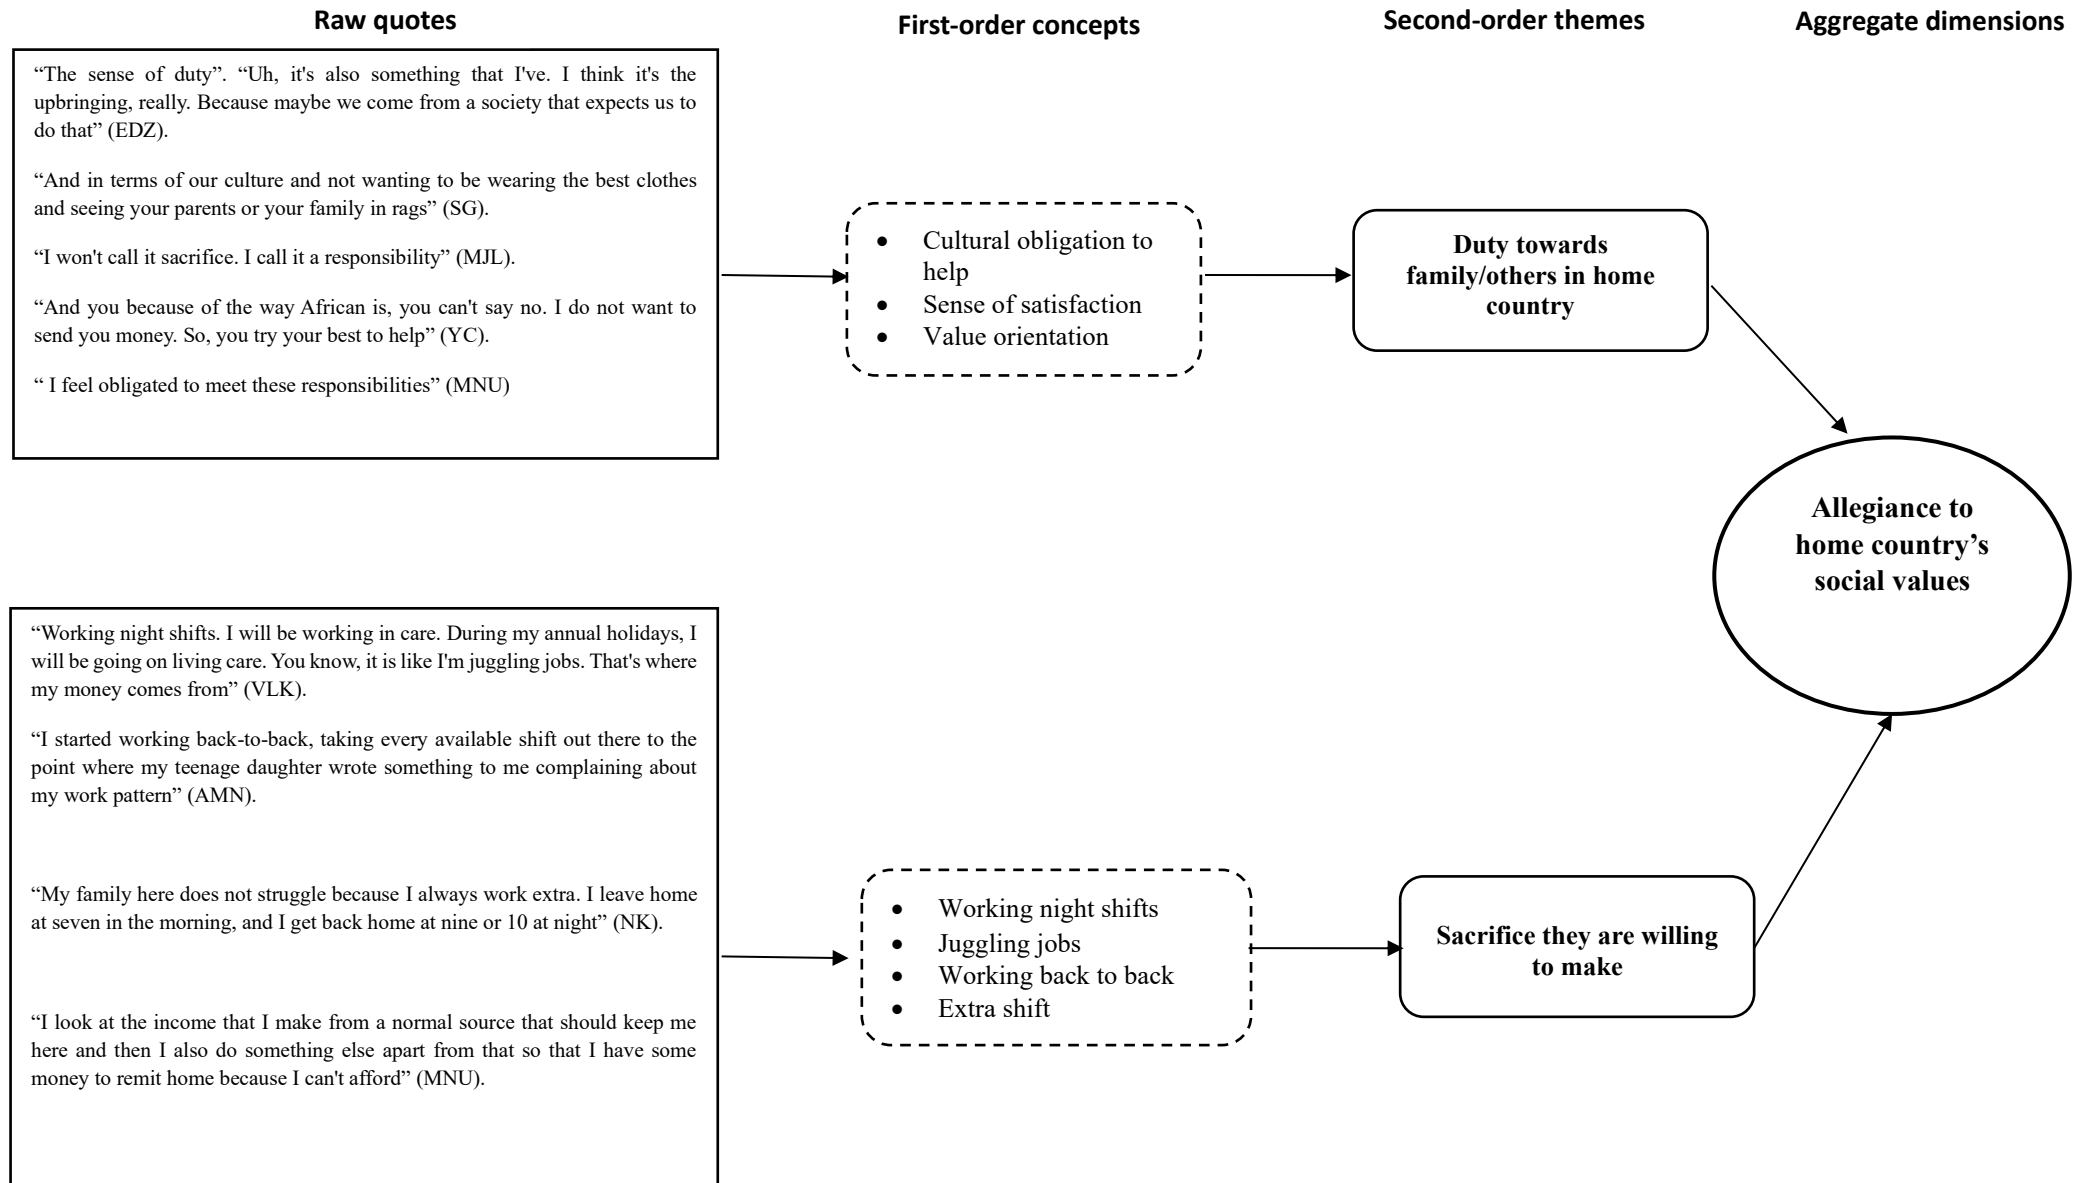 Raw quotes
First-order concepts
Second-order themes
Aggregate dimensions
“The sense of duty”. “Uh, it's also something that I've. I think it's the
upbringing, really. Because maybe we come from a society that expects us to
do that” (EDZ).
“And in terms of our culture and not wanting to be wearing the best clothes
and seeing your parents or your family in rags” (SG).
“I won't call it sacrifice. I call it a responsibility” (MJL).
“And you because of the way African is, you can't say no. I do not want to
send you money. So, you try your best to help” (YC).
“ I feel obligated to meet these responsibilities” (MNU)
• Cultural obligation to
help
• Sense of satisfaction
• Value orientation
Duty towards
family/others in home
country
Allegiance to
home country’s
social values
“Working night shifts. I will be working in care. During my annual holidays, I
will be going on living care. You know, it is like I'm juggling jobs. That's where
my money comes from” (VLK).
“I started working back-to-back, taking every available shift out there to the
point where my teenage daughter wrote something to me complaining about
my work pattern” (AMN).
“My family here does not struggle because I always work extra. I leave home
at seven in the morning, and I get back home at nine or 10 at night” (NK).
“I look at the income that I make from a normal source that should keep me
here and then I also do something else apart from that so that I have some
money to remit home because I can't afford” (MNU).
• Working night shifts
• Juggling jobs
• Working back to back
• Extra shift
Sacrifice they are willing
to make